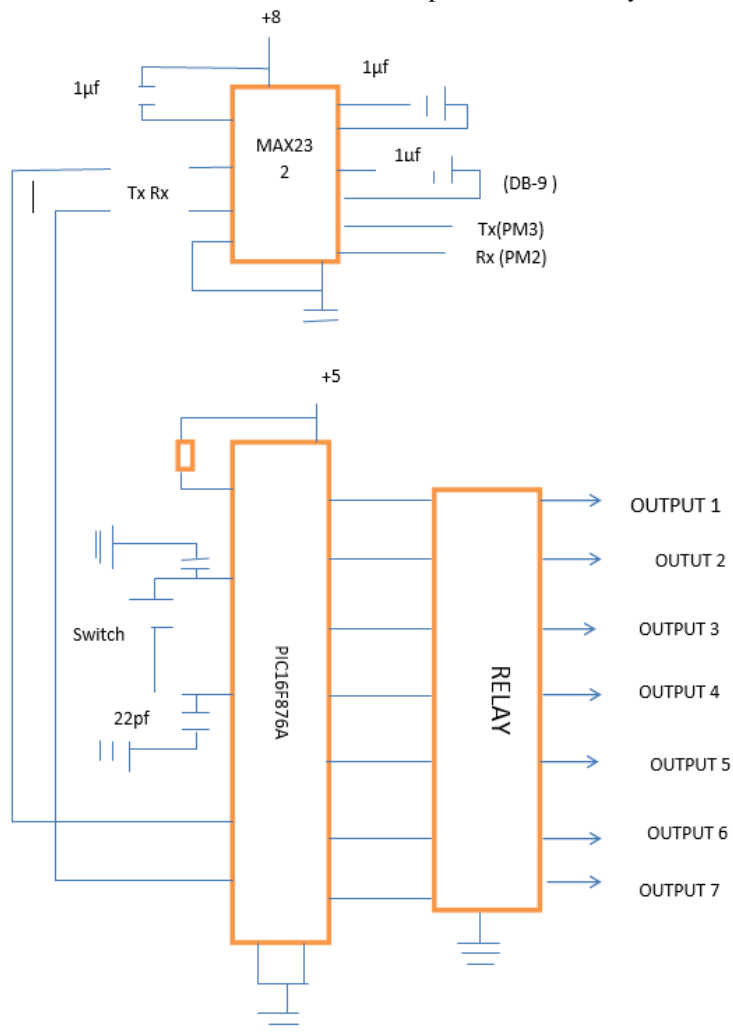 +8
1µf
1µf
MAX23
2
1µf
(DB-9 )
Tx Rx
Tx(PM3)
Rx (PM2)
+5
OUTPUT 1
OUTUT 2
Switch
OUTPUT 3
PIC16F876A
RELAY
OUTPUT 4
22pf
OUTPUT 5
OUTPUT 6
OUTPUT 7